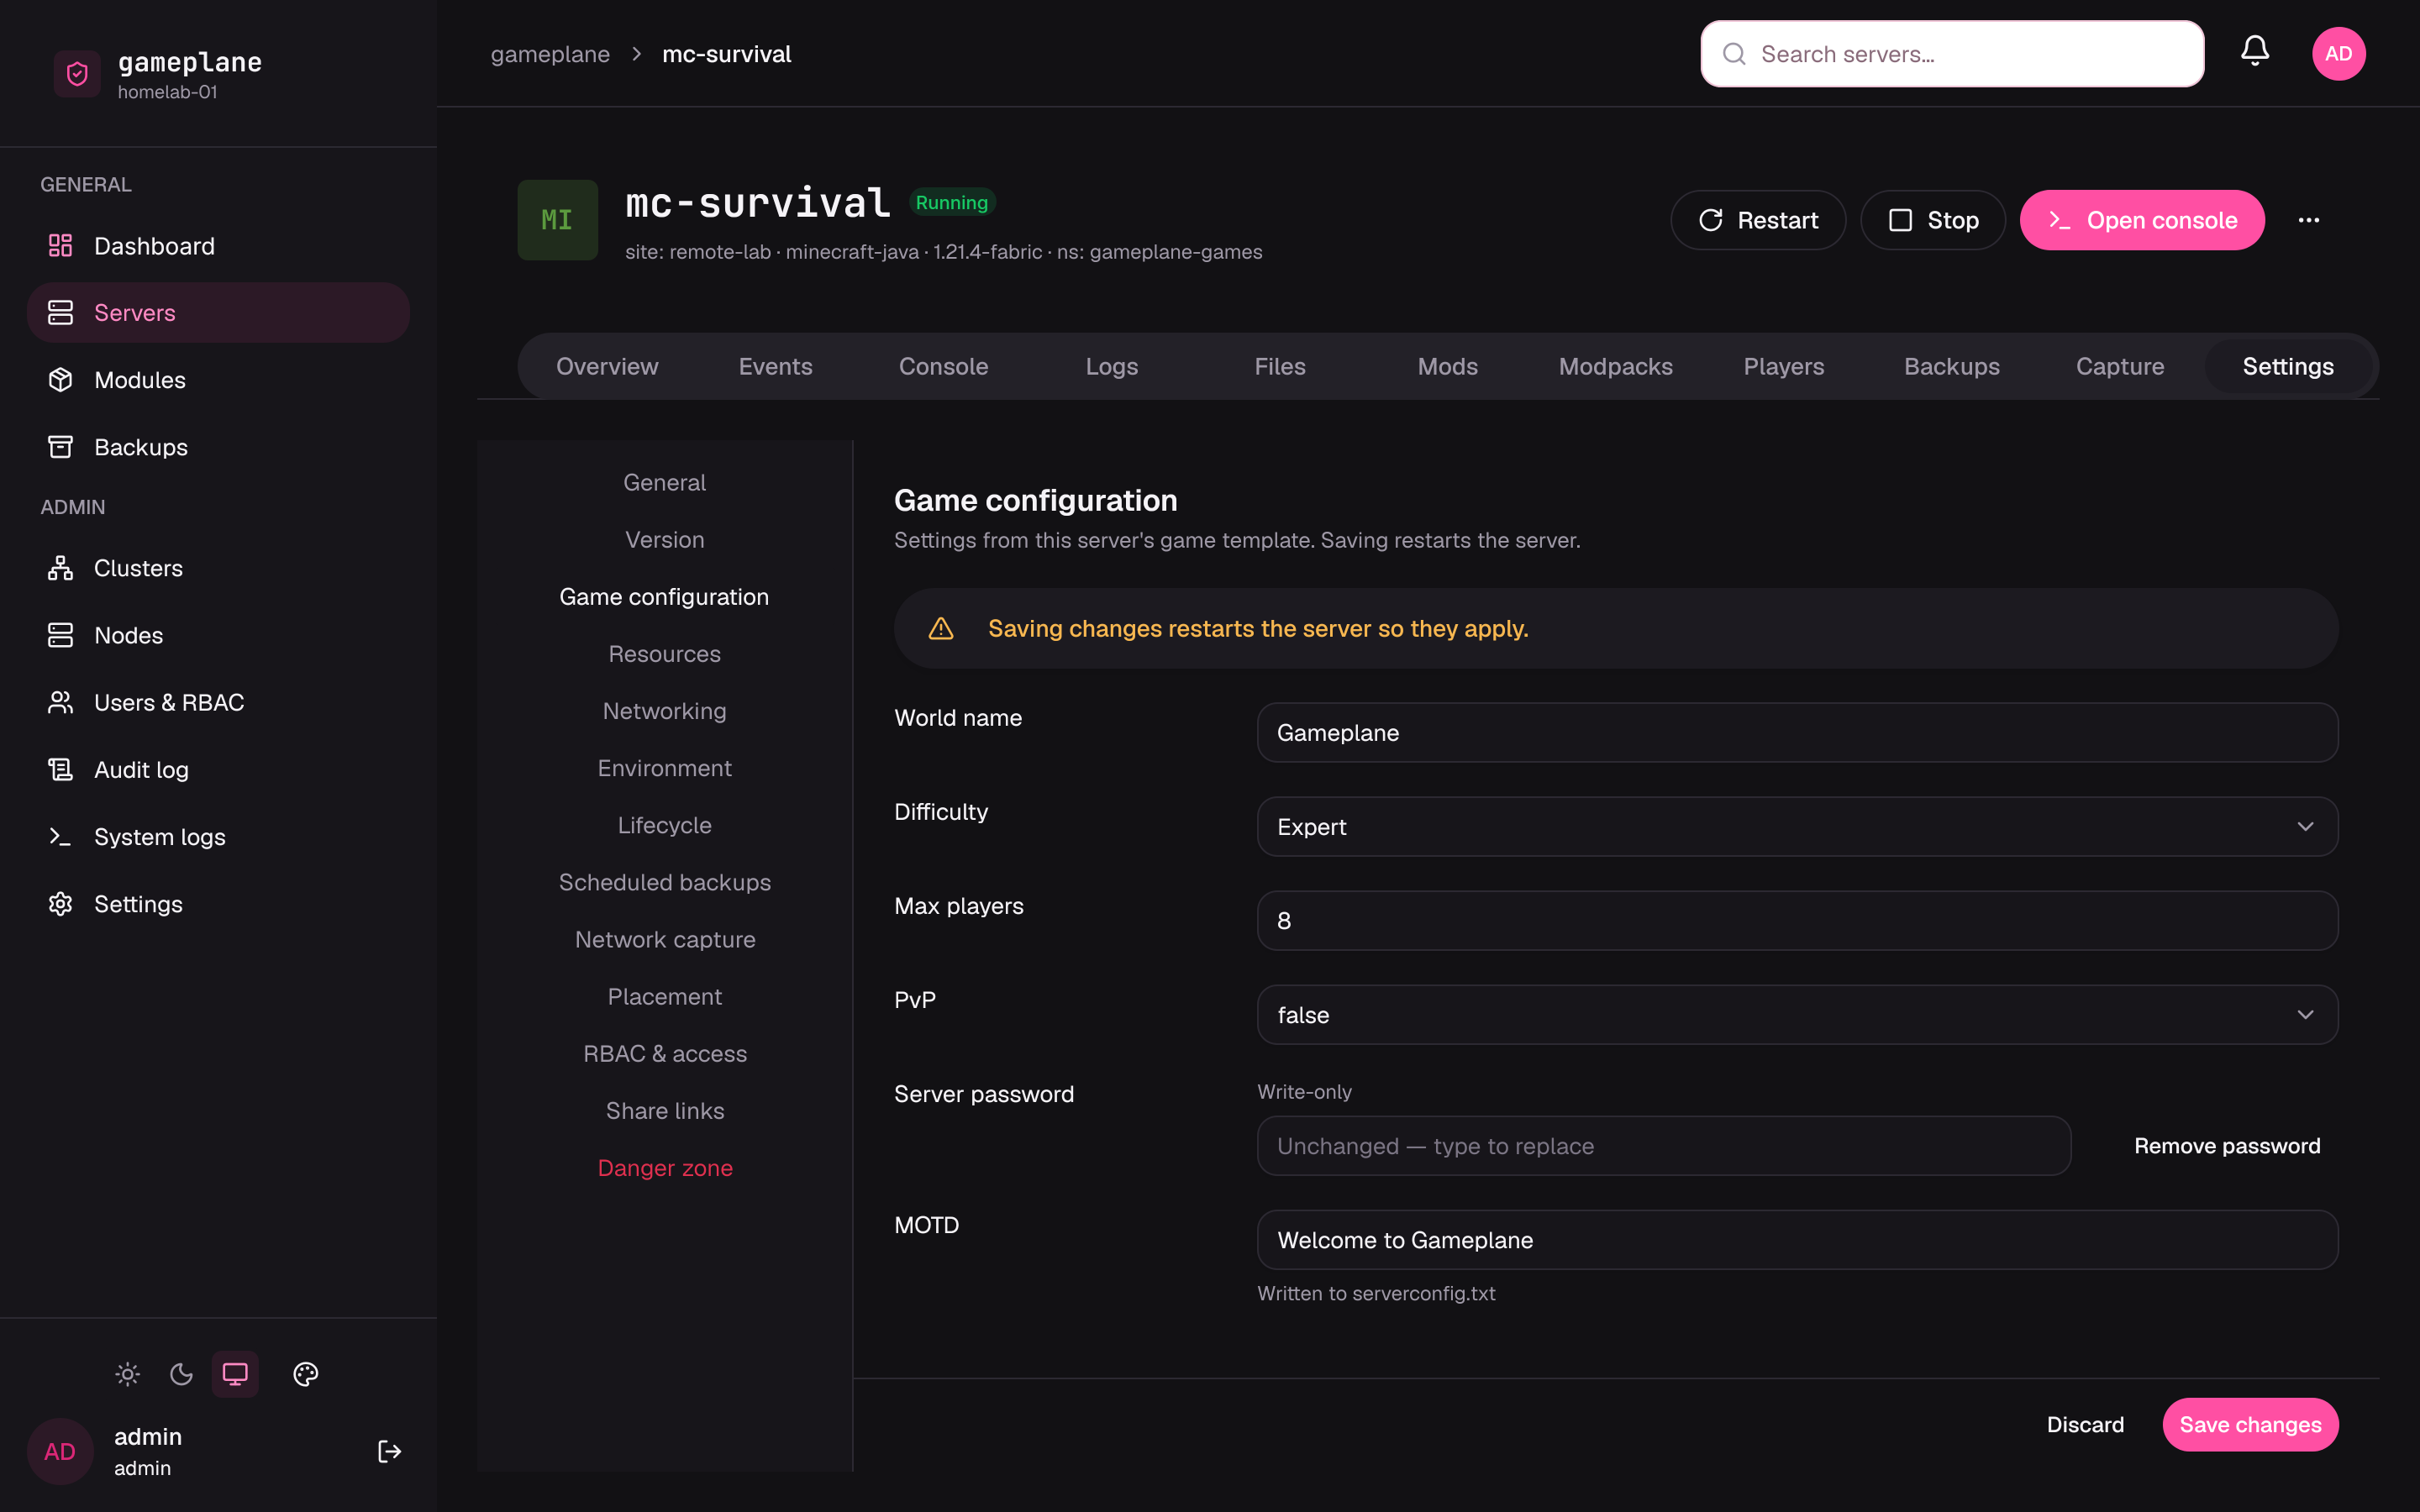 gameplane
homelab-01
GENERAL
Dashboard
Servers
Modules
Backups
ADMIN
Clusters
Nodes
Users & RBAC
Audit log
System logs
Settings
AD
admin
admin
gameplane > mc-survival
Search servers...
AD
MI
mc-survival
Running
site: remote-lab · minecraft-java · 1.21.4-fabric · ns: gameplane-games
Restart
Stop
Open console
Overview
Events
Console
Logs
Files
Mods
Modpacks
Players
Backups
Capture
Settings
General
Version
Game configuration
Resources
Networking
Environment
Lifecycle
Scheduled backups
Network capture
Placement
RBAC & access
Share links
Danger zone
Game configuration
Settings from this server's game template. Saving restarts the server.
Saving changes restarts the server so they apply.
World name
Gameplane
Difficulty
Expert
Max players
8
PvP
false
Server password
Write-only
Unchanged — type to replace
Remove password
MOTD
Welcome to Gameplane
Written to serverconfig.txt
Discard
Save changes